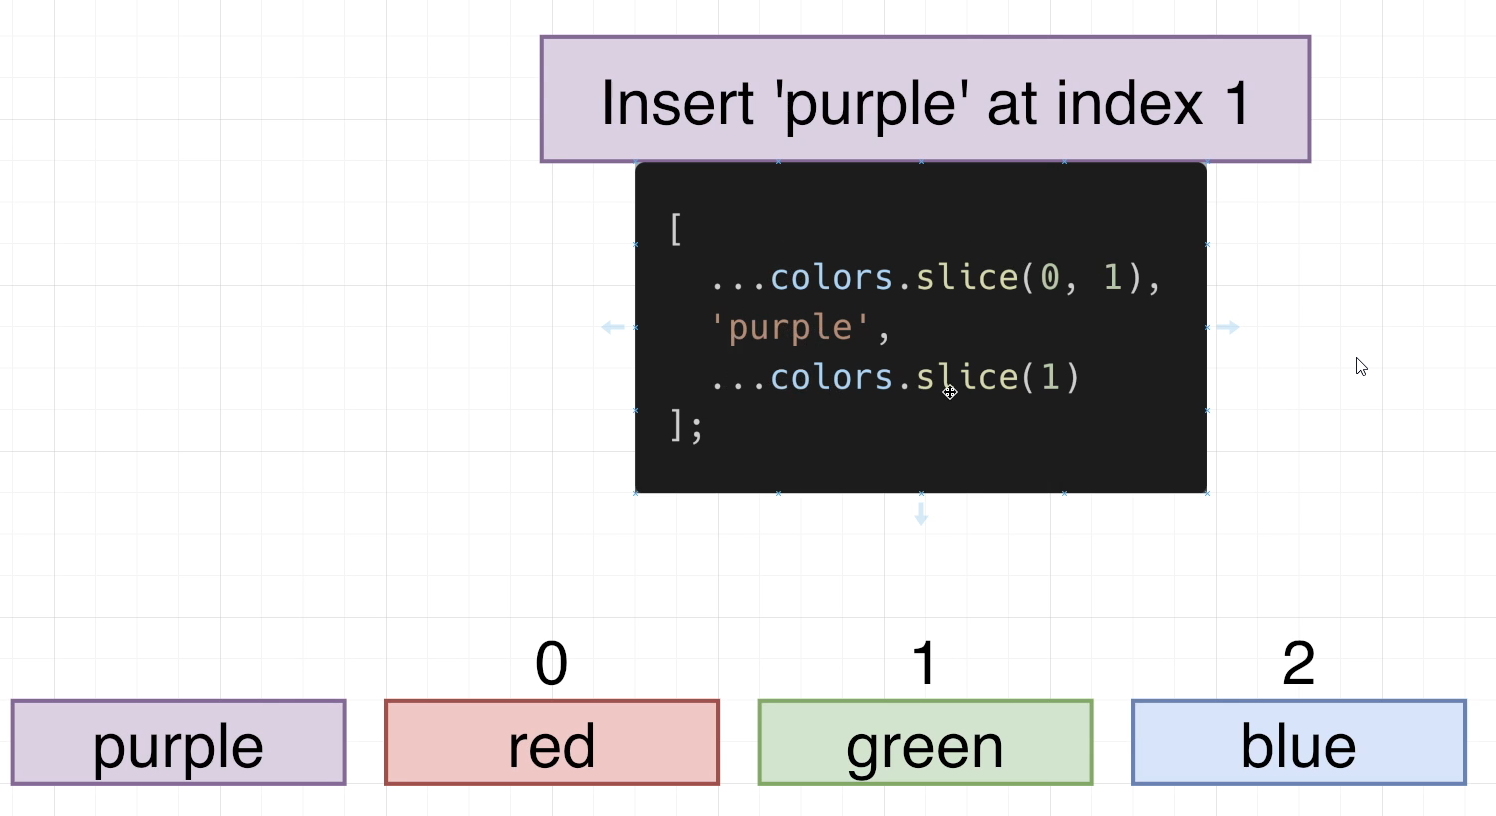 Insert 'purple' at index 1
[
  ...colors.slice(0, 1),
  'purple',
  ...colors.slice(1)
];
0 1 2
purple red green blue